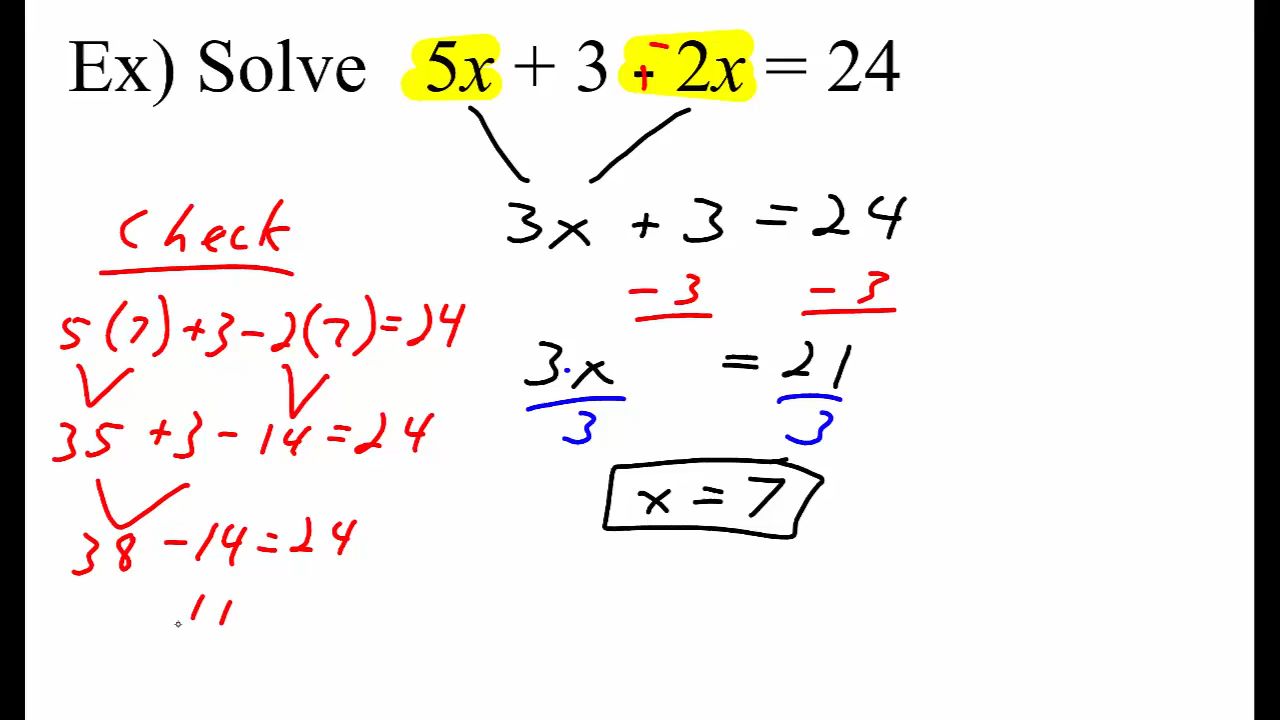 Ex) Solve 5x + 3 +⁻2x = 24
3x + 3 = 24
- 3 - 3
3·x = 21
3 3
x = 7
Check
5(7)+3-2(7)=24
35 +3 - 14 = 24
38 - 14 = 24